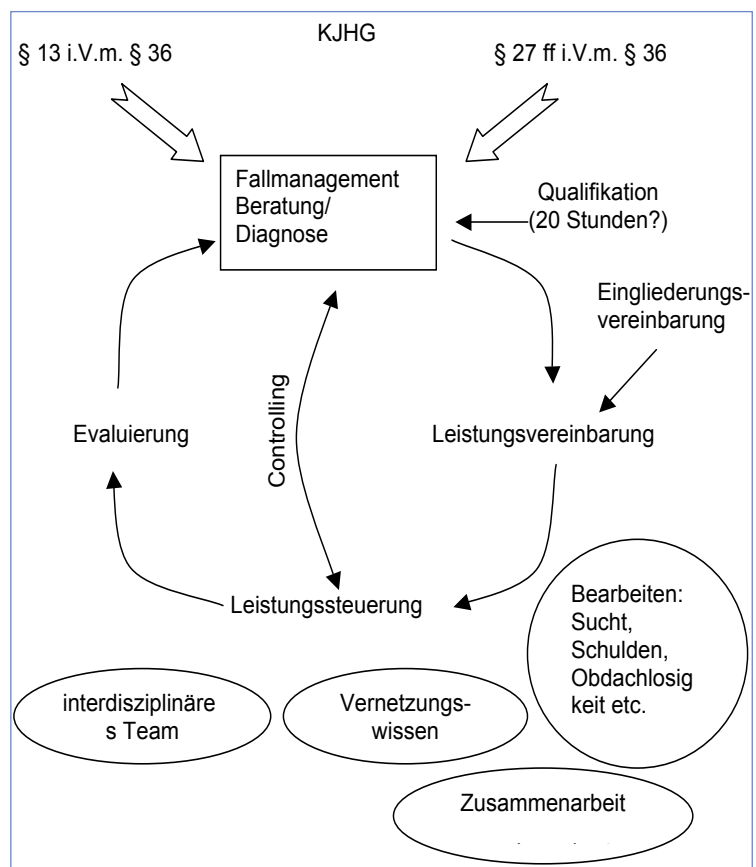 KJHG
§ 13 i.V.m. § 36
§ 27 ff i.V.m. § 36
Fallmanagement
Beratung/
Diagnose
Qualifikation
(20 Stunden?)
Eingliederungs-
vereinbarung
Controlling
Evaluierung
Leistungsvereinbarung
Leistungssteuerung
Bearbeiten:
Sucht,
Schulden,
Obdachlosig
keit etc.
interdisziplinäre
s Team
Vernetzungs-
wissen
Zusammenarbeit